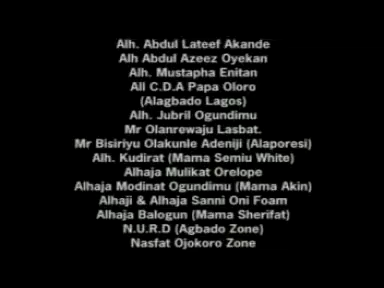 Alh. Abdul Lateef Akande
Alh Abdul Azeez Oyekan
Alh. Mustapha Enitan
All C.D.A Papa Oloro
(Alagbado Lagos)
Alh. Jubril Ogundimu
Mr Olanrewaju Lasbat.
Mr Bisiriyu Olakunle Adeniji (Alaporesi)
Alh. Kudirat (Mama Semiu White)
Alhaja Mulikat Orelope
Alhaja Modinat Ogundimu (Mama Akin)
Alhaji & Alhaja Sanni Oni Foam
Alhaja Balogun (Mama Sherifat)
N.U.R.D (Agbado Zone)
Nasfat Ojokoro Zone